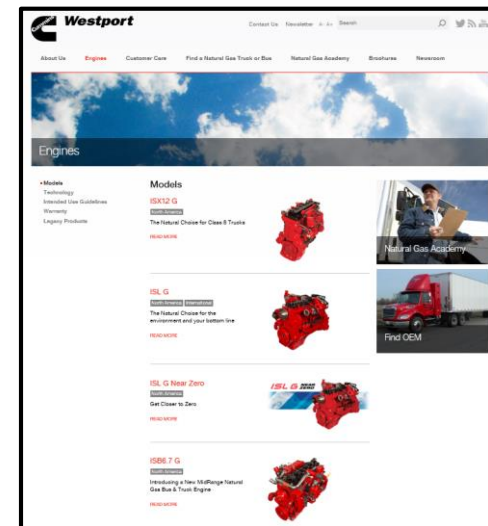 Westport
Contact Us Newsletter Search
About Us Engines Customer Care Find a Natural Gas Truck or Bus Natural Gas Academy Brochures Newsroom
Engines
Models
Technology
Intended Use Guidelines
Warranty
Legacy Products
Models
ISX12 G
North America
The Natural Choice for Class 8 Trucks
READ MORE
ISL G
North America International
The Natural Choice for the
environment and your bottom line
READ MORE
ISL G Near Zero
North America
Get Closer to Zero
READ MORE
ISL G NEAR
ZERO
ISB6.7 G
North America
Introducing a New MidRange Natural
Gas Bus & Truck Engine
READ MORE
Natural Gas Academy
Find OEM